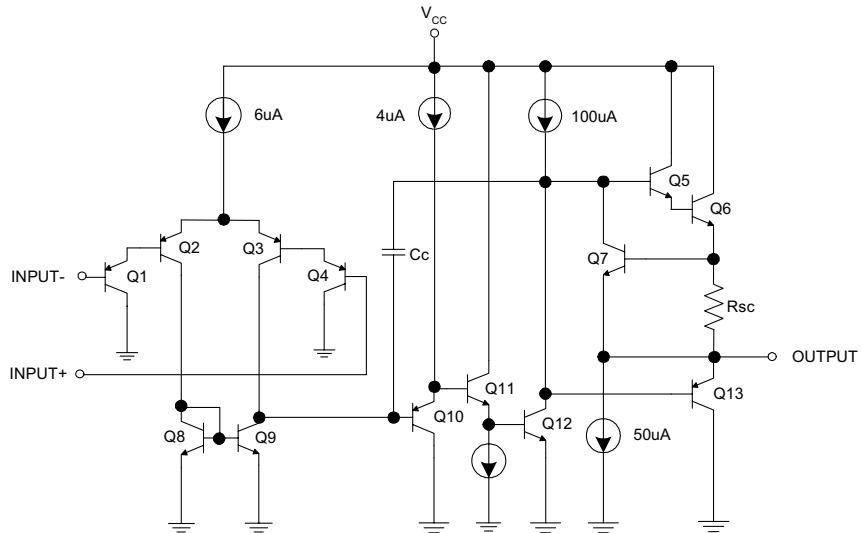 VCC
6uA
4uA
100uA
Q5
Q6
Q2
Q3
Q7
Q1
Q4
Cc
INPUT-
Rsc
OUTPUT
INPUT+
Q11
Q10
Q12
Q13
Q8
Q9
50uA